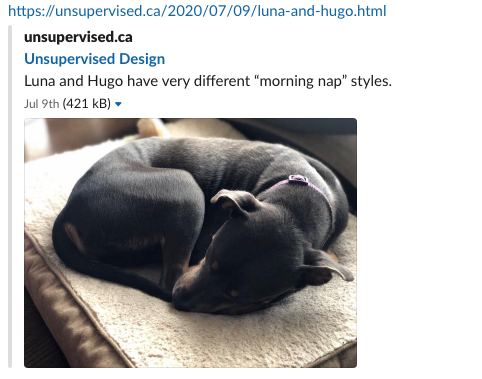 https://unsupervised.ca/2020/07/09/luna-and-hugo.html
unsupervised.ca
Unsupervised Design
Luna and Hugo have very different “morning nap” styles.
Jul 9th (421 kB)